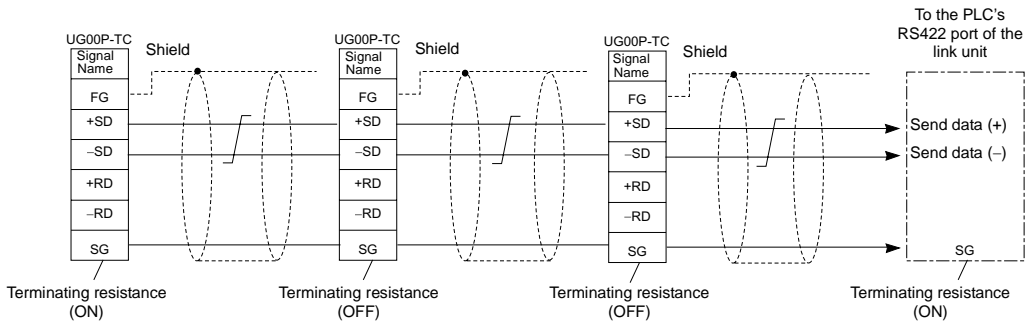 UG00P-TC
Signal
Name
FG
+SD
−SD
+RD
−RD
SG
Shield
Terminating resistance
(ON)
UG00P-TC
Signal
Name
FG
+SD
−SD
+RD
−RD
SG
Shield
Terminating resistance
(OFF)
UG00P-TC
Signal
Name
FG
+SD
−SD
+RD
−RD
SG
Shield
Terminating resistance
(OFF)
To the PLC’s
RS422 port of the
link unit
Send data (+)
Send data (−)
SG
Terminating resistance
(ON)